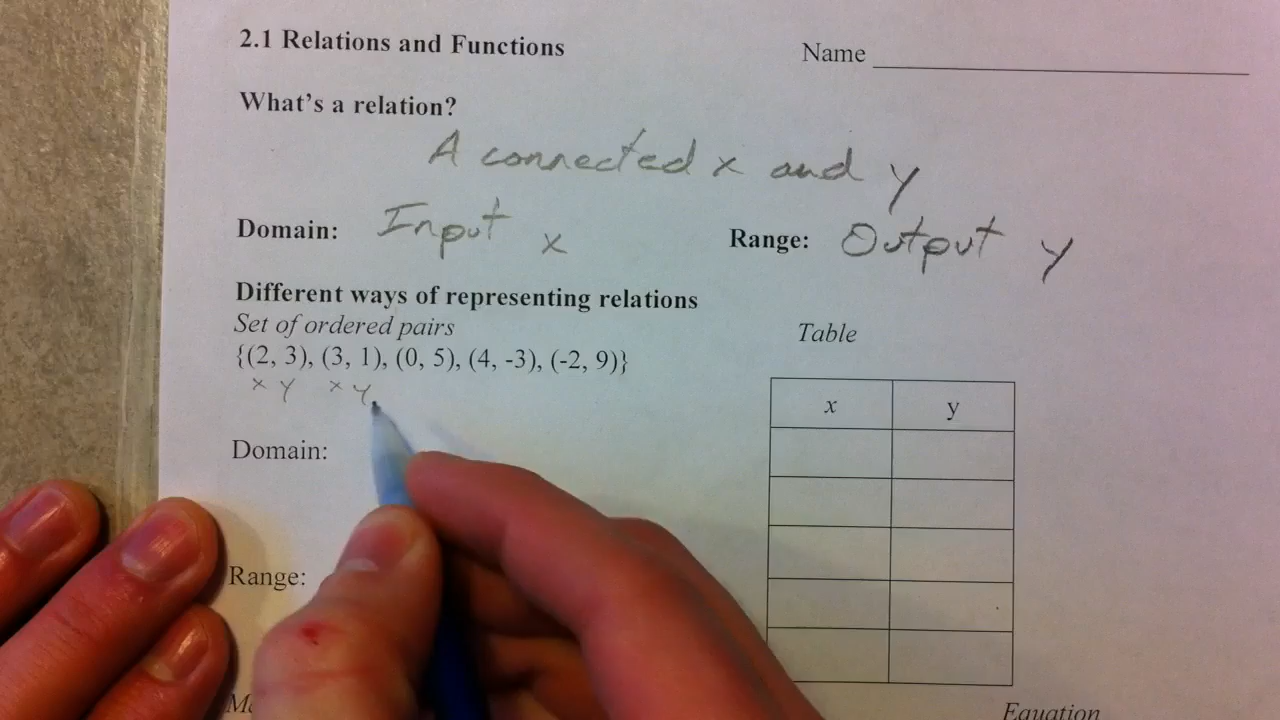 2.1 Relations and Functions
Name
What's a relation?
A connected x and y
Domain: Input x
Range: Output y
Different ways of representing relations
Set of ordered pairs
{(2, 3), (3, 1), (0, 5), (4, -3), (-2, 9)}
x y x y
Domain:
Range:
Table
x y
Equation